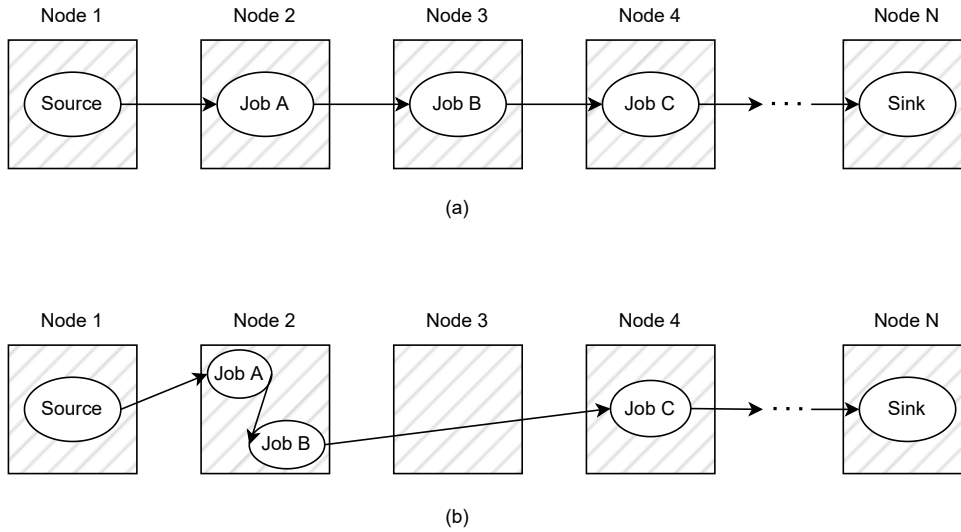 Node 1 Node 2 Node 3 Node 4 Node N
Source Job A Job B Job C . . . Sink
(a)
Node 1 Node 2 Node 3 Node 4 Node N
Job A
Source Job C . . . Sink
Job B
(b)